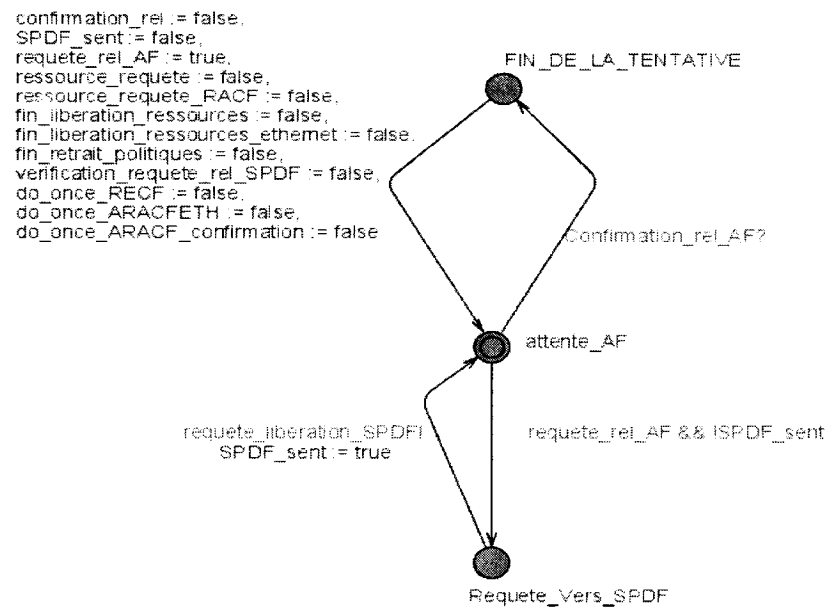 confirmation_rel := false,
SPDF_sent := false,
requete_rel_AF := true,
ressource_requete := false,
ressource_requete_RACF := false,
fin_liberation_ressources := false,
fin_liberation_ressources_ethernet := false,
fin_retrait_politiques := false,
verification_requete_rel_SPDF := false,
do_once_RECF := false,
do_once_ARACFETH := false,
do_once_ARACF_confirmation := false
FIN_DE_LA_TENTATIVE
Confirmation_rel_AF?
attente_AF
requete_liberation_SPDF!
SPDF_sent := true
requete_rel_AF && !SPDF_sent
Requete_Vers_SPDF